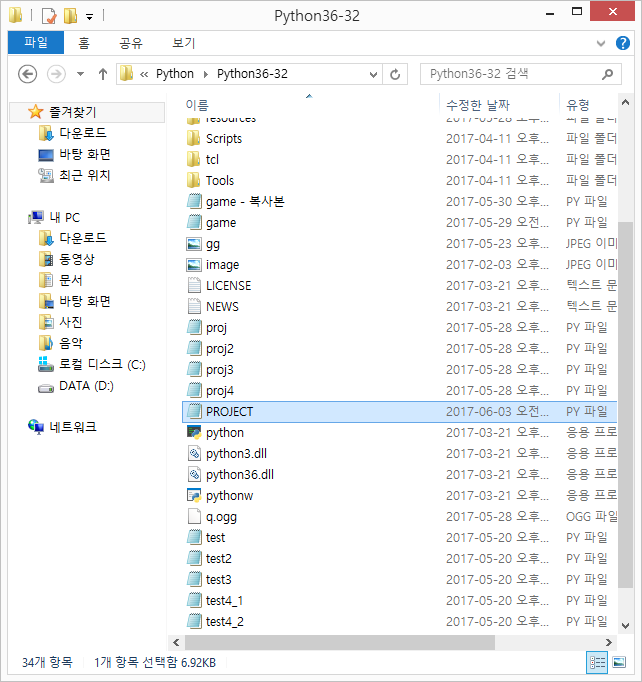 Python36-32
파일 홈 공유 보기
« Python Python36-32 Python36-32 검색
이름 수정한 날짜 유형
즐겨찾기
다운로드
바탕 화면
최근 위치
내 PC
다운로드
동영상
문서
바탕 화면
사진
음악
로컬 디스크 (C:)
DATA (D:)
네트워크
resources 2017-05-28 오후... 파일 폴더
Scripts 2017-04-11 오후... 파일 폴더
tcl 2017-04-11 오후... 파일 폴더
Tools 2017-04-11 오후... 파일 폴더
game - 복사본 2017-05-30 오후... PY 파일
game 2017-05-29 오전... PY 파일
gg 2017-05-23 오후... JPEG 이미
image 2017-02-03 오후... JPEG 이미
LICENSE 2017-03-21 오후... 텍스트 문
NEWS 2017-03-21 오후... 텍스트 문
proj 2017-05-28 오후... PY 파일
proj2 2017-05-28 오후... PY 파일
proj3 2017-05-28 오후... PY 파일
proj4 2017-05-28 오후... PY 파일
PROJECT 2017-06-03 오전... PY 파일
python 2017-03-21 오후... 응용 프로
python3.dll 2017-03-21 오후... 응용 프로
python36.dll 2017-03-21 오후... 응용 프로
pythonw 2017-03-21 오후... 응용 프로
q.ogg 2017-05-28 오후... OGG 파일
test 2017-05-20 오후... PY 파일
test2 2017-05-20 오후... PY 파일
test3 2017-05-20 오후... PY 파일
test4_1 2017-05-20 오후... PY 파일
test4_2 2017-05-20 오후... PY 파일
34개 항목 1개 항목 선택함 6.92KB